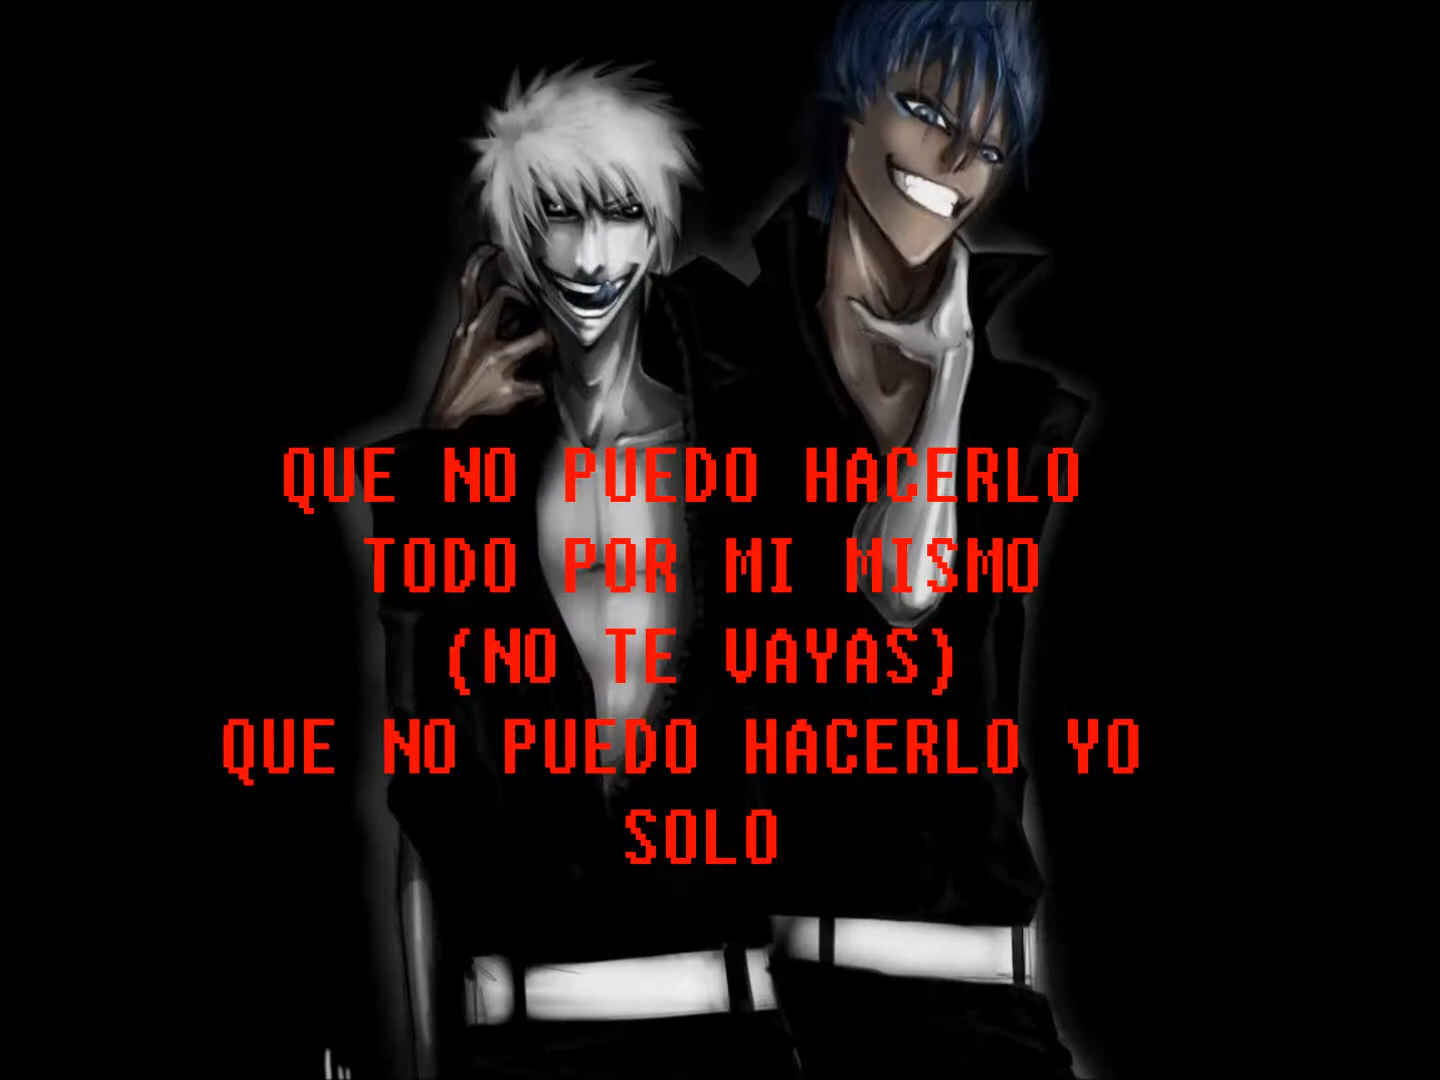 QUE NO PUEDO HACERLO
TODO POR MI MISMO
(NO TE VAYAS)
QUE NO PUEDO HACERLO YO
SOLO